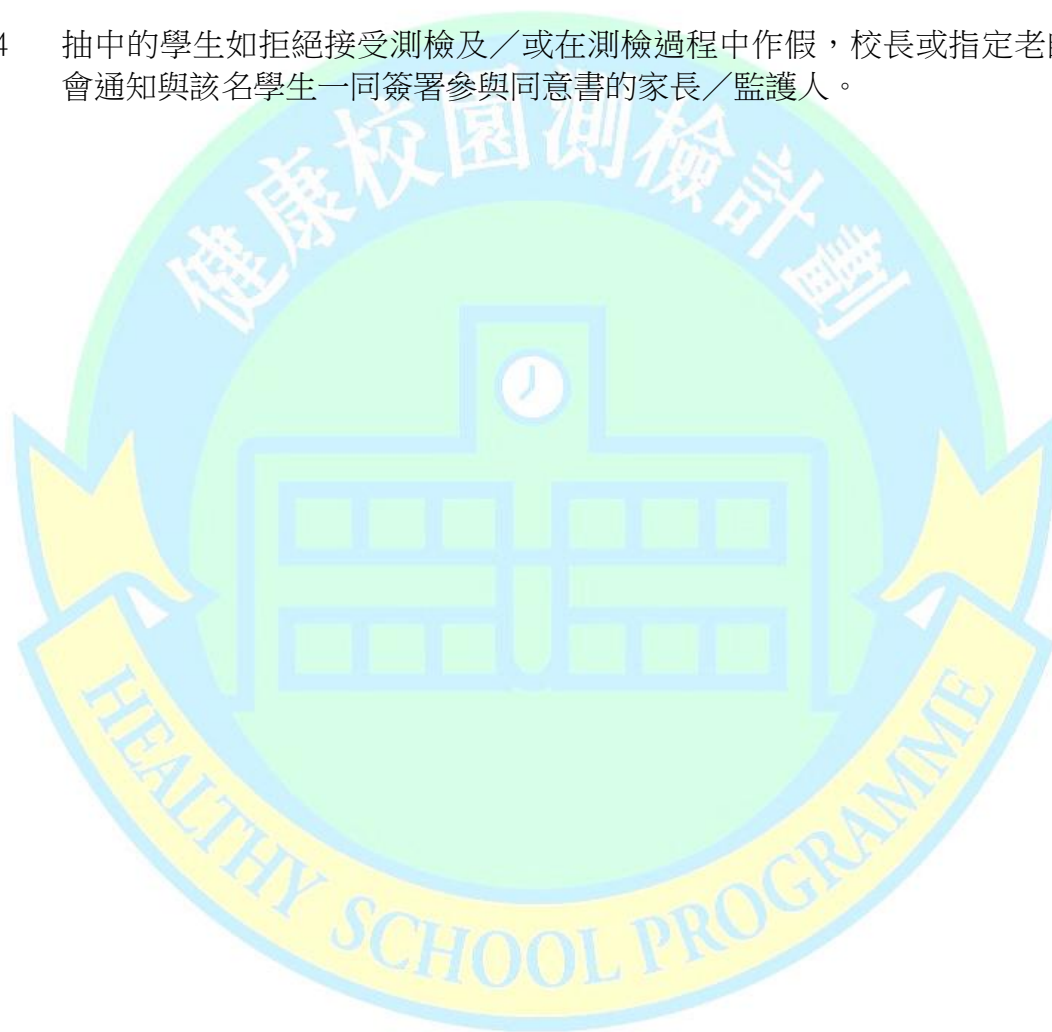 4 抽中的學生如拒絕接受測檢及／或在測檢過程中作假，校長或指定老
會通知與該名學生一同簽署參與同意書的家長／監護人。
健康校園測檢計劃
HEALTHY SCHOOL PROGRAMME